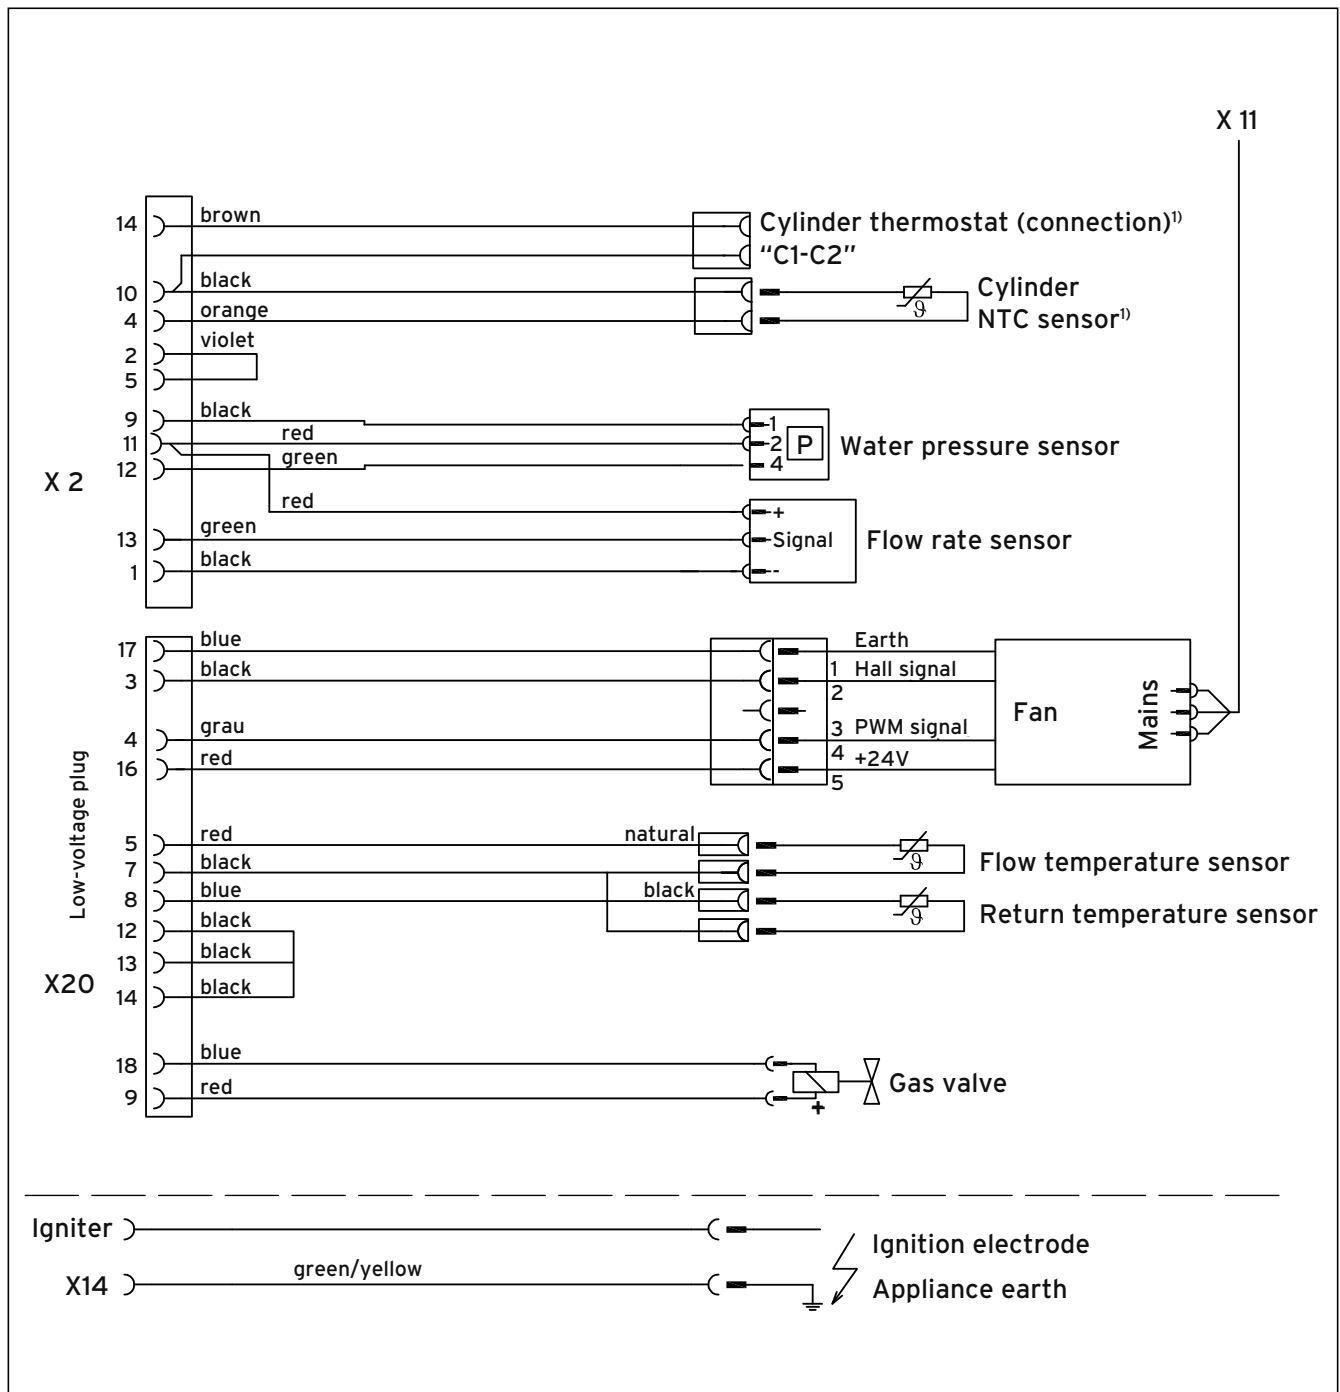 X 11
14 brown Cylinder thermostat (connection)1)
"C1-C2"
10 black Cylinder
4 orange ϑ NTC sensor1)
2 violet
5
9 black 1
11 red 2 P Water pressure sensor
12 green 4
X 2
red +
13 green Signal Flow rate sensor
1 black -
17 blue Earth
3 black 1 Hall signal
2
Fan
Mains
4 grau 3 PWM signal
16 red 4 +24V
5
Low-voltage plug
5 red natural
7 black ϑ Flow temperature sensor
8 blue black
12 black ϑ Return temperature sensor
13 black
X20
14 black
18 blue
Gas valve
9 red +
Igniter
Ignition electrode
X14 green/yellow Appliance earth